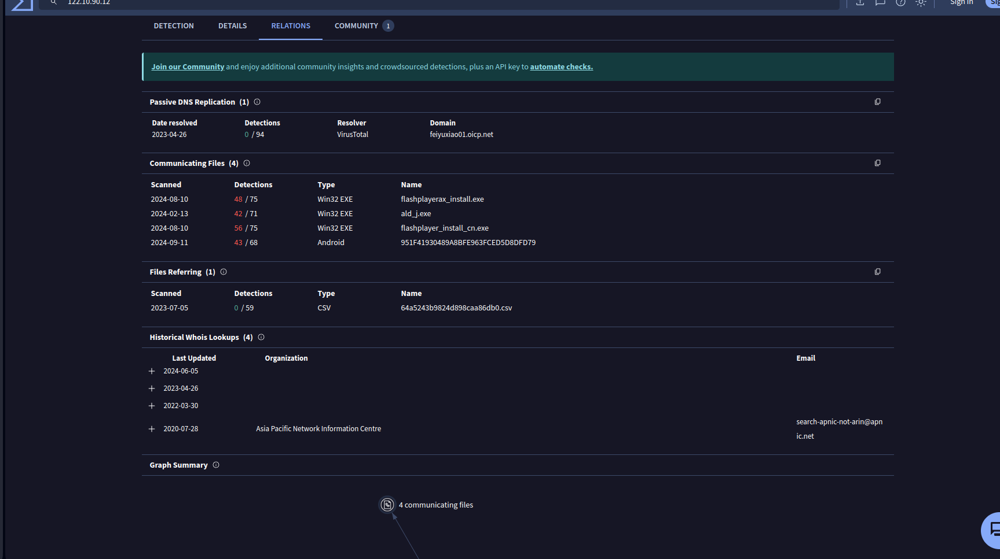 122.10.90.12
Sign in
DETECTION DETAILS RELATIONS COMMUNITY 1
Join our Community and enjoy additional community insights and crowdsourced detections, plus an API key to automate checks.
Passive DNS Replication (1)
Date resolved Detections Resolver Domain
2023-04-26 0 / 94 VirusTotal feiyuxiao01.oicp.net
Communicating Files (4)
Scanned Detections Type Name
2024-08-10 48 / 75 Win32 EXE flashplayerax_install.exe
2024-02-13 42 / 71 Win32 EXE ald_j.exe
2024-08-10 56 / 75 Win32 EXE flashplayer_install_cn.exe
2024-09-11 43 / 68 Android 951F41930489A8BFE963FCED5D8DFD79
Files Referring (1)
Scanned Detections Type Name
2023-07-05 0 / 59 CSV 64a5243b9824d898caa86db0.csv
Historical Whois Lookups (4)
Last Updated Organization Email
2024-06-05
2023-04-26
2022-03-30
2020-07-28 Asia Pacific Network Information Centre search-apnic-not-arin@apn
ic.net
Graph Summary
4 communicating files